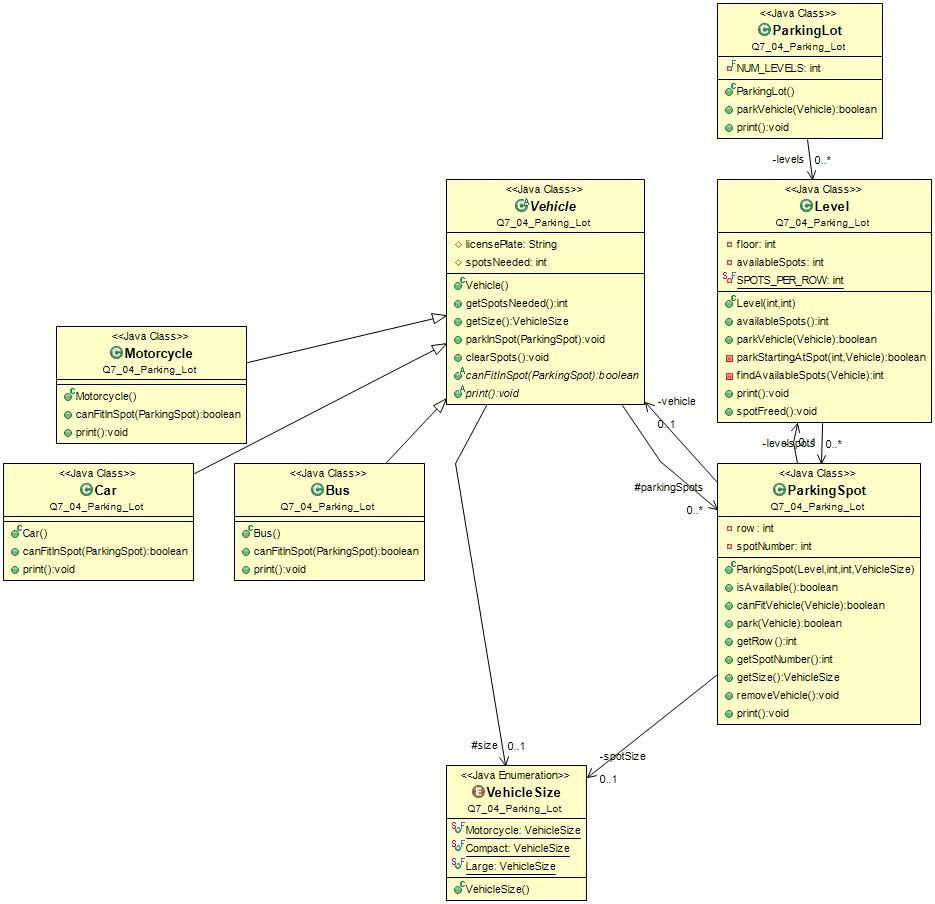 <<Java Class>>
ParkingLot
Q7_04_Parking_Lot
NUM_LEVELS: int
ParkingLot()
parkVehicle(Vehicle):boolean
print():void
-levels 0..*
<<Java Class>>
Level
Q7_04_Parking_Lot
floor: int
availableSpots: int
SPOTS_PER_ROW: int
Level(int,int)
availableSpots():int
parkVehicle(Vehicle):boolean
parkStartingAtSpot(int,Vehicle):boolean
findAvailableSpots(Vehicle):int
print():void
spotFreed():void
<<Java Class>>
Vehicle
Q7_04_Parking_Lot
licensePlate: String
spotsNeeded: int
Vehicle()
getSpotsNeeded():int
getSize():VehicleSize
parkInSpot(ParkingSpot):void
clearSpots():void
canFitInSpot(ParkingSpot):boolean
print():void
<<Java Class>>
Motorcycle
Q7_04_Parking_Lot
Motorcycle()
canFitInSpot(ParkingSpot):boolean
print():void
-vehicle
0..1
#parkingSpots
0..*
0..*
<<Java Class>>
Car
Q7_04_Parking_Lot
Car()
canFitInSpot(ParkingSpot):boolean
print():void
<<Java Class>>
Bus
Q7_04_Parking_Lot
Bus()
canFitInSpot(ParkingSpot):boolean
print():void
<<Java Class>>
ParkingSpot
Q7_04_Parking_Lot
row: int
spotNumber: int
ParkingSpot(Level,int,int,VehicleSize)
isAvailable():boolean
canFitVehicle(Vehicle):boolean
park(Vehicle):boolean
getRow():int
getSpotNumber():int
getSize():VehicleSize
removeVehicle():void
print():void
#size 0..1
-spotSize
0..1
<<Java Enumeration>>
VehicleSize
Q7_04_Parking_Lot
Motorcycle: VehicleSize
Compact: VehicleSize
Large: VehicleSize
VehicleSize()